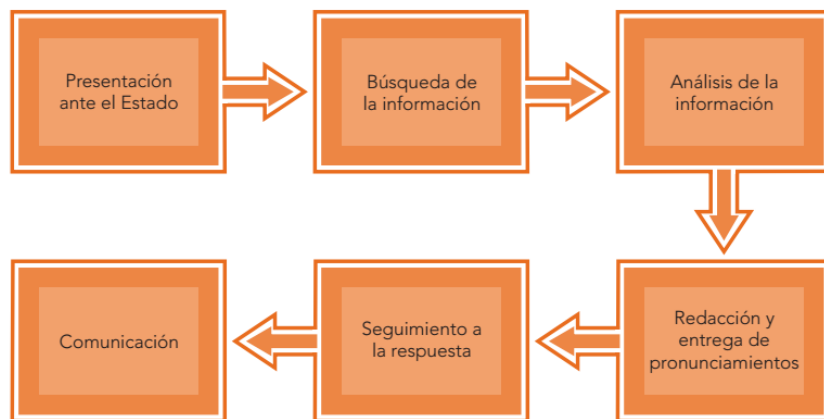 Presentación
ante el Estado
Búsqueda de
la información
Análisis de la
información
Redacción y
entrega de
pronunciamientos
Seguimiento a
la respuesta
Comunicación